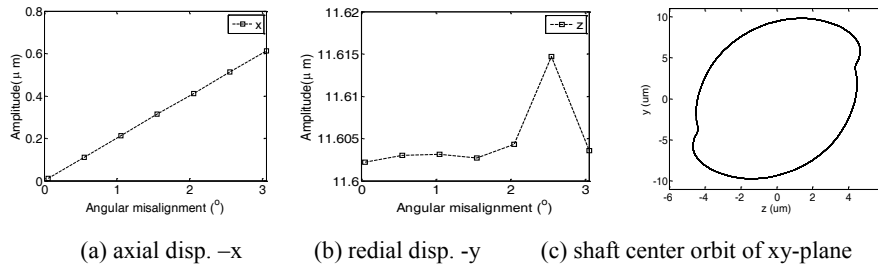 0.8
0.6
0.4
0.2
0
Amplitude(μ m)
x
0 1 2 3
Angular misalignment (°)
11.62
11.615
11.61
11.605
11.6
Amplitude(μ m)
z
0 1 2 3
Angular misalignment (°)
10
5
0
-5
-10
y (um)
-6 -4 -2 0 2 4
z (um)
(a) axial disp. –x
(b) redial disp. -y
(c) shaft center orbit of xy-plane